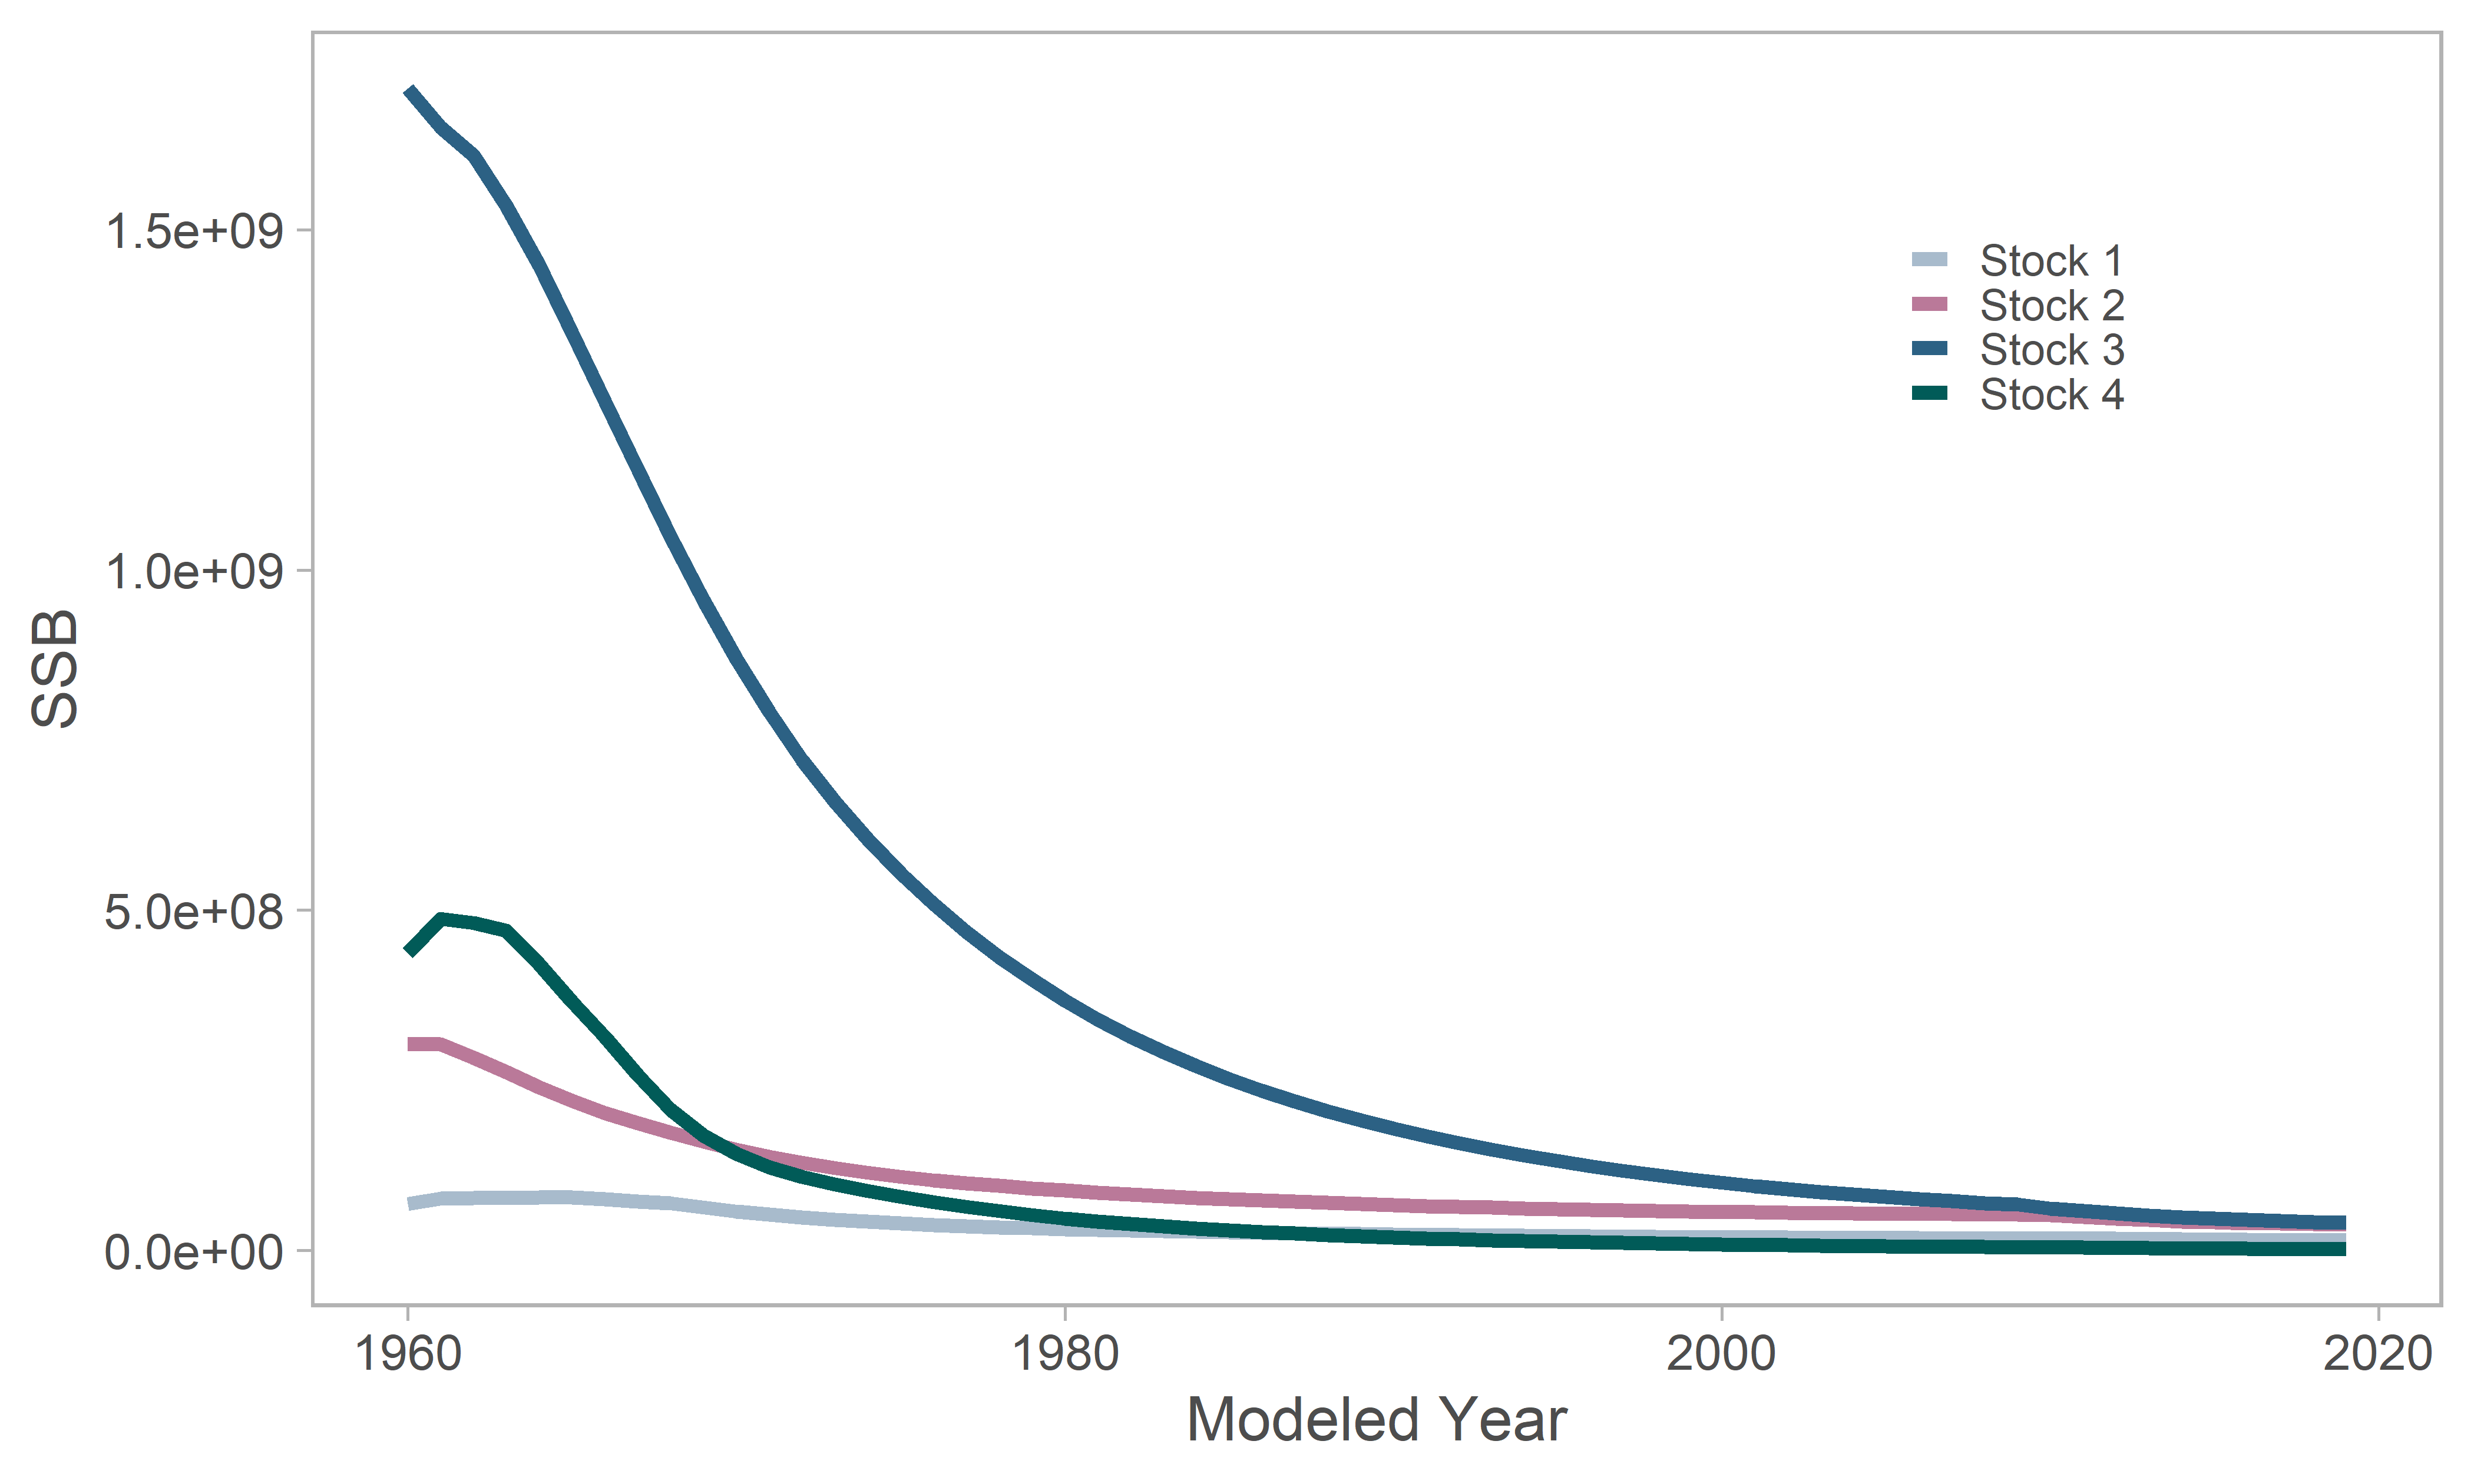 SSB
1.5e+09
1.0e+09
5.0e+08
0.0e+00
Stock 1
Stock 2
Stock 3
Stock 4
1960 1980 2000 2020
Modeled Year